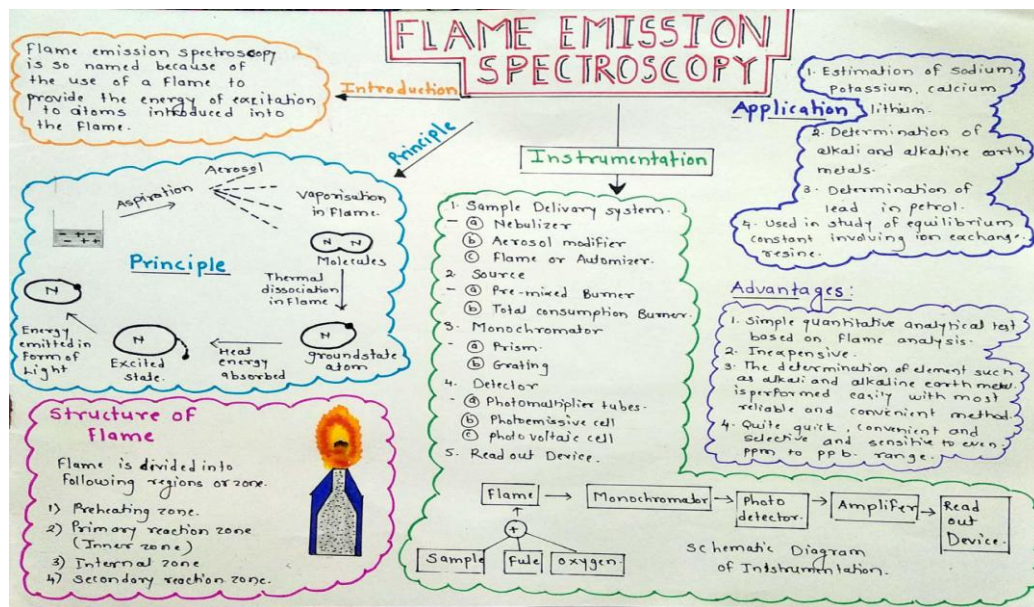 FLAME EMISSION
SPECTROSCOPY
Introduction
Flame emission spectroscopy
is so named because of
the use of a flame to
provide the energy of excitation
to atoms introduced into
the flame.
Principle
Aspiration
Aerosol
Vaporisation
in Flame.
Molecules
Thermal
dissociation
in Flame
groundstate
atom
Heat
energy
absorbed
Excited
state.
Energy
emitted in
Form of
Light
N
N
N
Principle
Structure of
Flame
Flame is divided into
following regions or zone.
1) Preheating zone.
2) Primary reaction zone
(Inner zone)
3) Internal zone
4) Secondary reaction zone.
Instrumentation
1. Sample Delivary system.
- a Nebulizer
b Aerosol modifier
c Flame or Automizer.
2. Source
- a Pre-mixed Burner
b Total consumption Burner.
3. Monochromator
- a Prism.
b Grating
4. Detector
- a Photomultiplier tubes.
b Photoemissive cell
c photo voltaic cell
5. Read out Device.
Flame
Monochromator
Photo
detector.
Amplifer
Read
out
Device.
+
Sample
Fule
Oxygen.
Schematic Diagram
of Intstrumentation.
Application
1. Estimation of sodium,
potassium, calcium
lithium.
2. Determination of
alkali and alkaline earth
metals.
3. Determination of
lead in petrol.
4. Used in study of equilibrium
constant involving ion exchange
resine.
Advantages:
1. Simple quantitative analytical test
based on flame analysis.
2. Inexpensive.
3. The determination of element such
as alkali and alkaline earth metal
is performed easily with most
reliable and convenient method.
4. Quite quick, convenient and
selective and sensitive to even
ppm to ppb. range.